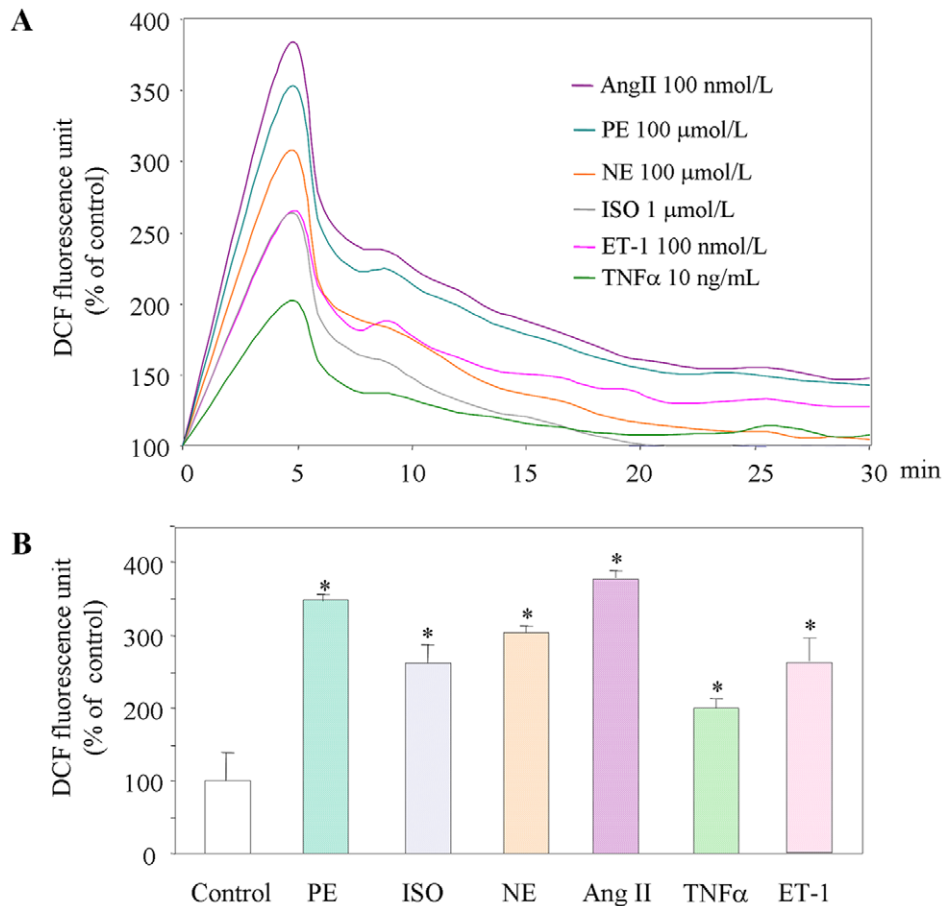 A
DCF fluorescence unit
(% of control)
400
350
300
250
200
150
100
AngII 100 nmol/L
PE 100 μmol/L
NE 100 μmol/L
ISO 1 μmol/L
ET-1 100 nmol/L
TNFα 10 ng/mL
0 5 10 15 20 25 30 min
B
DCF fluorescence unit
(% of control)
400
300
200
100
0
* * * * * *
Control PE ISO NE Ang II TNFα ET-1